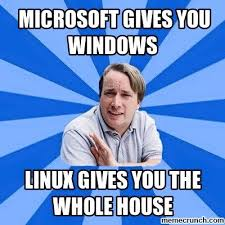 MICROSOFT GIVES YOU
WINDOWS
LINUX GIVES YOU THE
WHOLE HOUSE
memecrunch.com